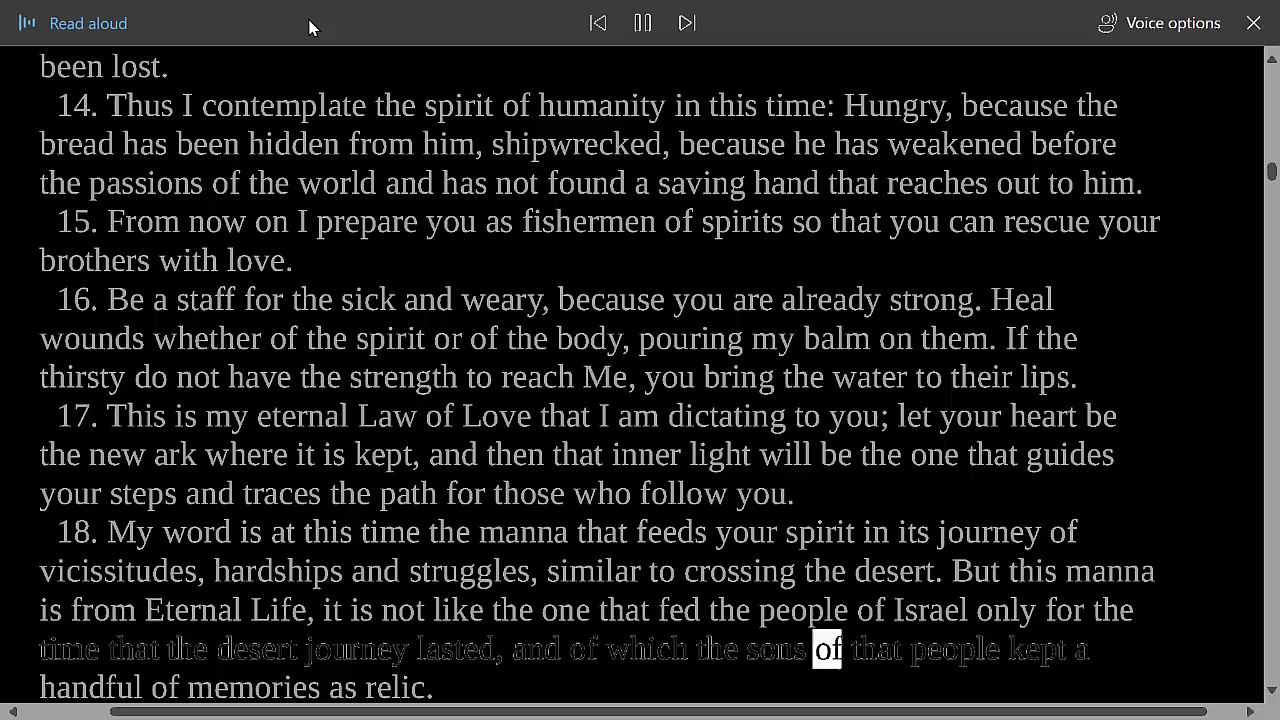 Read aloud
Voice options
been lost.
14. Thus I contemplate the spirit of humanity in this time: Hungry, because the
bread has been hidden from him, shipwrecked, because he has weakened before
the passions of the world and has not found a saving hand that reaches out to him.
15. From now on I prepare you as fishermen of spirits so that you can rescue your
brothers with love.
16. Be a staff for the sick and weary, because you are already strong. Heal
wounds whether of the spirit or of the body, pouring my balm on them. If the
thirsty do not have the strength to reach Me, you bring the water to their lips.
17. This is my eternal Law of Love that I am dictating to you; let your heart be
the new ark where it is kept, and then that inner light will be the one that guides
your steps and traces the path for those who follow you.
18. My word is at this time the manna that feeds your spirit in its journey of
vicissitudes, hardships and struggles, similar to crossing the desert. But this manna
is from Eternal Life, it is not like the one that fed the people of Israel only for the
time that the desert journey lasted, and of which the sons of that people kept a
handful of memories as relic.